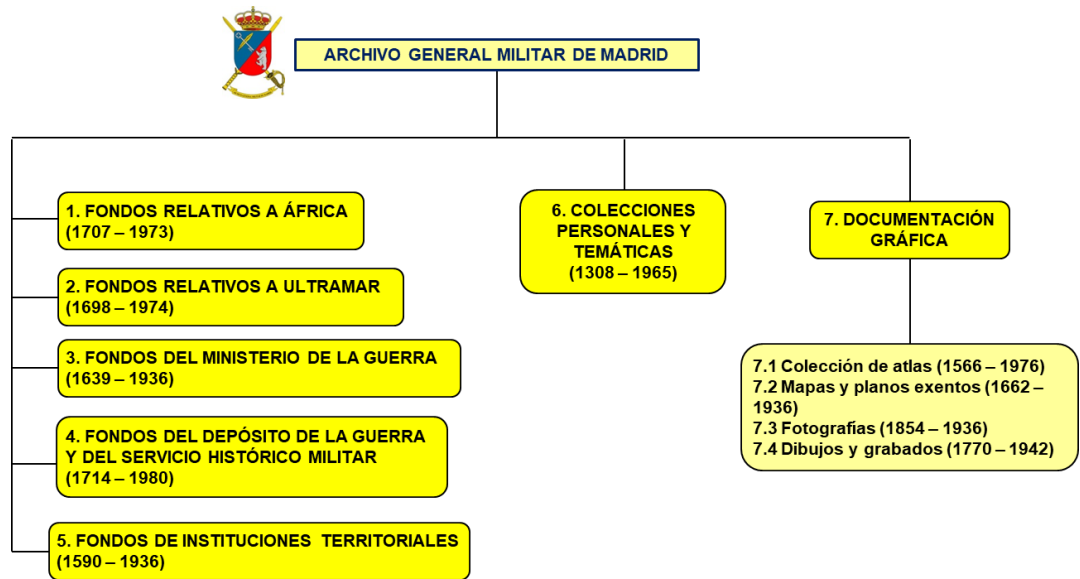 ARCHIVO GENERAL MILITAR DE MADRID
1. FONDOS RELATIVOS A ÁFRICA
(1707 – 1973)
2. FONDOS RELATIVOS A ULTRAMAR
(1698 – 1974)
3. FONDOS DEL MINISTERIO DE LA GUERRA
(1639 – 1936)
4. FONDOS DEL DEPÓSITO DE LA GUERRA
Y DEL SERVICIO HISTÓRICO MILITAR
(1714 – 1980)
5. FONDOS DE INSTITUCIONES TERRITORIALES
(1590 – 1936)
6. COLECCIONES
PERSONALES Y
TEMÁTICAS
(1308 – 1965)
7. DOCUMENTACIÓN
GRÁFICA
7.1 Colección de atlas (1566 – 1976)
7.2 Mapas y planos exentos (1662 –
1936)
7.3 Fotografías (1854 – 1936)
7.4 Dibujos y grabados (1770 – 1942)